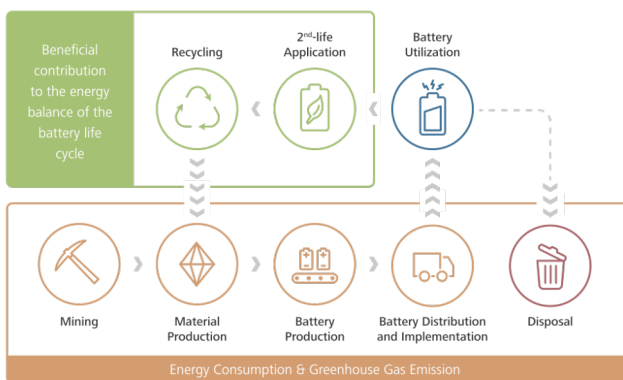 Beneficial
contribution
to the energy
balance of the
battery life
cycle
Recycling
2nd-life
Application
Battery
Utilization
Mining
Material
Production
Battery
Production
Battery Distribution
and Implementation
Disposal
Energy Consumption & Greenhouse Gas Emission